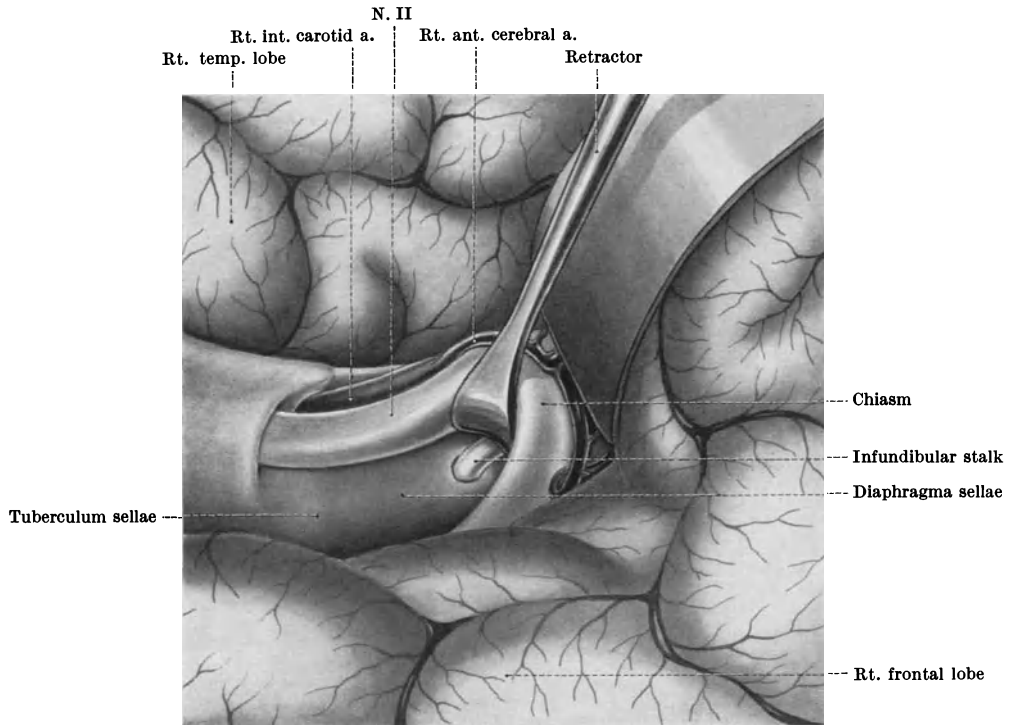 N. II
Rt. int. carotid a.
Rt. ant. cerebral a.
Rt. temp. lobe
Retractor
Chiasm
Infundibular stalk
Diaphragma sellae
Tuberculum sellae
Rt. frontal lobe